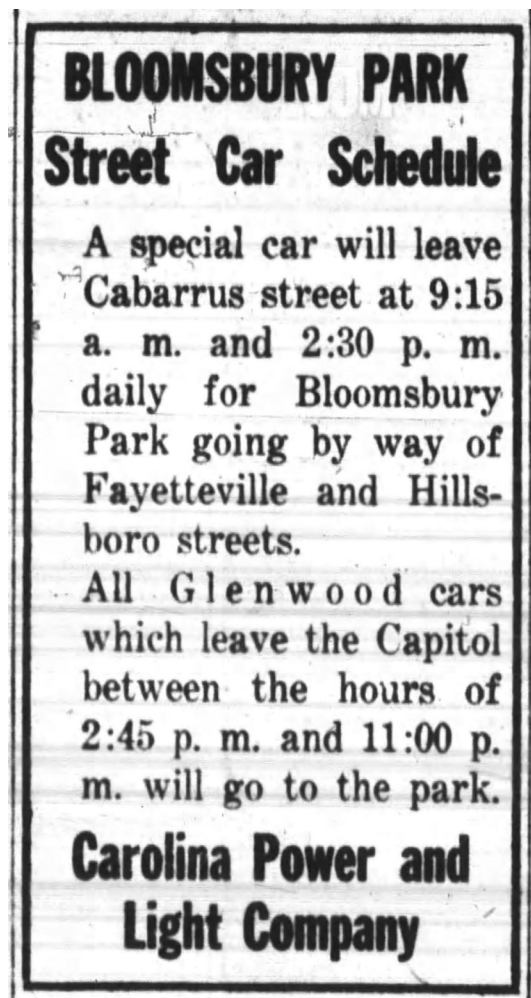 BLOOMSBURY PARK
Street Car Schedule
A special car will leave
Cabarrus street at 9:15
a. m. and 2:30 p. m.
daily for Bloomsbury
Park going by way of
Fayetteville and Hills-
boro streets.
All Glenwood cars
which leave the Capitol
between the hours of
2:45 p. m. and 11:00 p.
m. will go to the park.
Carolina Power and
Light Company